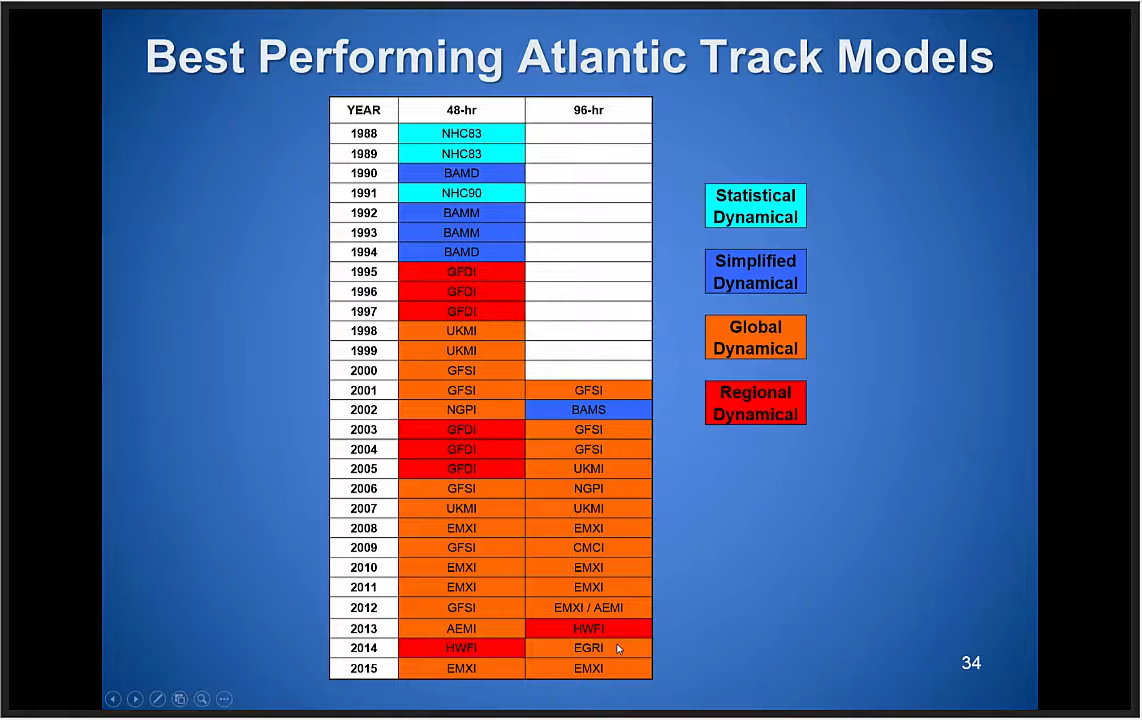 Best Performing Atlantic Track Models
YEAR 48-hr 96-hr
1988 NHC83
1989 NHC83
1990 BAMD
1991 NHC90
1992 BAMM
1993 BAMM
1994 BAMD
1995 GFDI
1996 GFDI
1997 GFDI
1998 UKMI
1999 UKMI
2000 GFSI
2001 GFSI GFSI
2002 NGPI BAMS
2003 GFDI GFSI
2004 GFDI GFSI
2005 GFDI UKMI
2006 GFSI NGPI
2007 UKMI UKMI
2008 EMXI EMXI
2009 GFSI CMCI
2010 EMXI EMXI
2011 EMXI EMXI
2012 GFSI EMXI / AEMI
2013 AEMI HWFI
2014 HWFI EGRI
2015 EMXI EMXI
Statistical
Dynamical
Simplified
Dynamical
Global
Dynamical
Regional
Dynamical
34